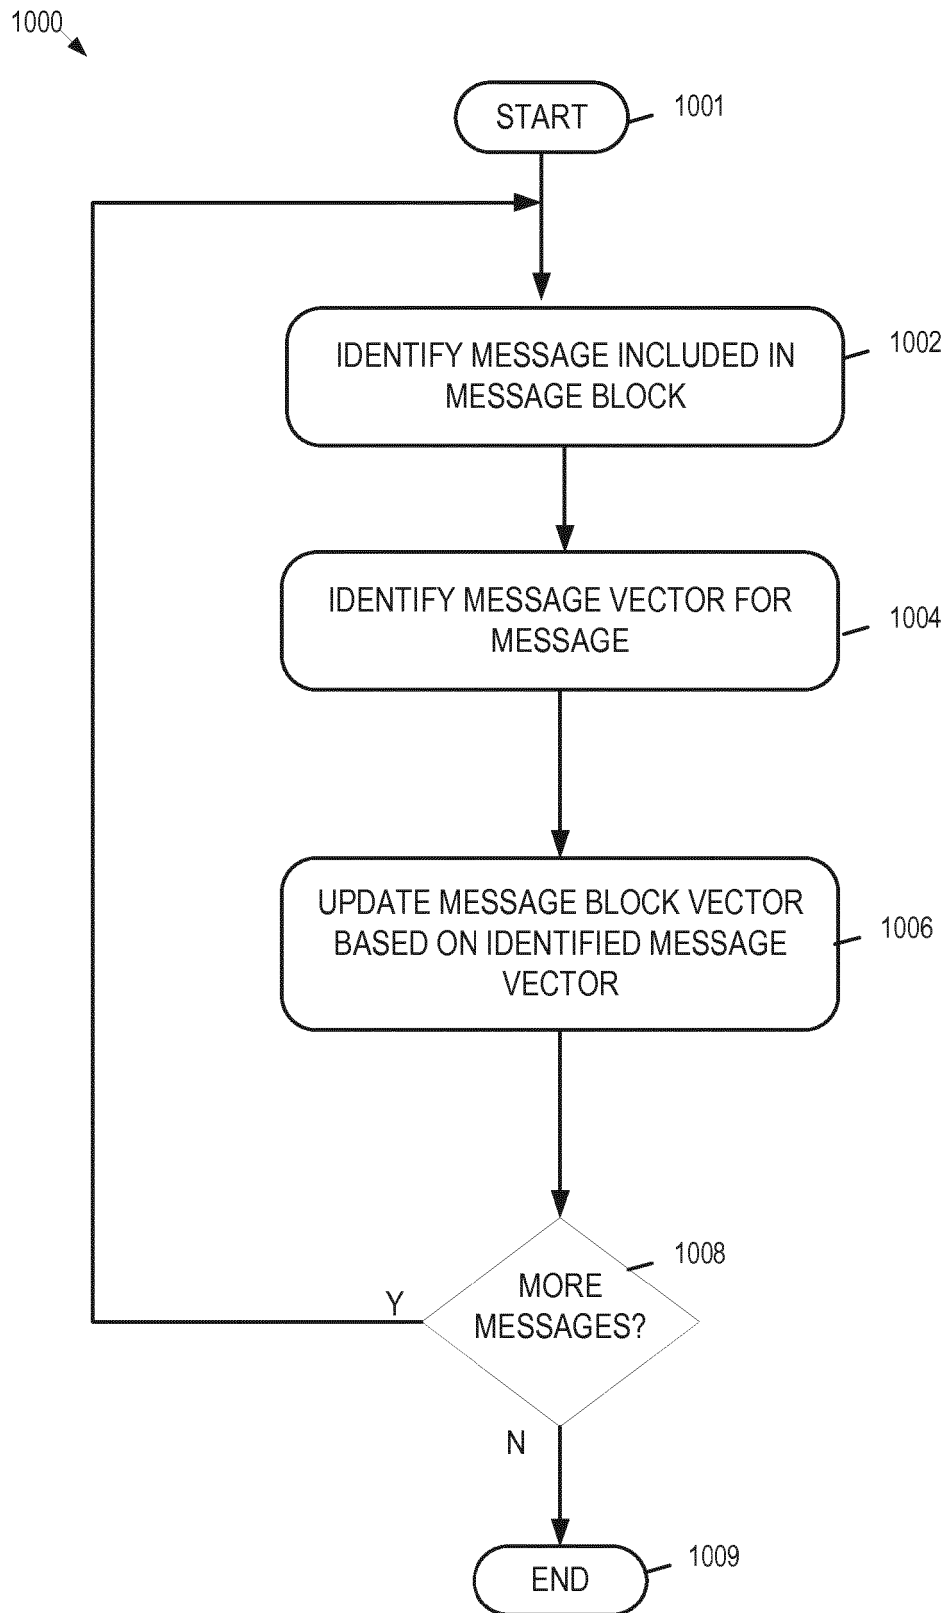 1000
START
1001
IDENTIFY MESSAGE INCLUDED IN
MESSAGE BLOCK
1002
IDENTIFY MESSAGE VECTOR FOR
MESSAGE
1004
UPDATE MESSAGE BLOCK VECTOR
BASED ON IDENTIFIED MESSAGE
VECTOR
1006
MORE
MESSAGES?
1008
Y
N
END
1009